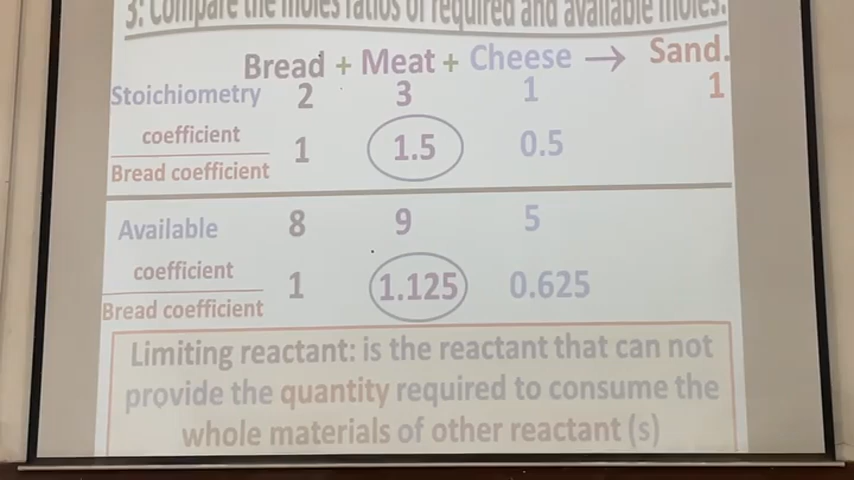 3: Compare the moles ratios of required and available moles.
Bread + Meat + Cheese → Sand.
Stoichiometry 2 3 1 1
coefficient
Bread coefficient 1 1.5 0.5
Available 8 9 5
coefficient
Bread coefficient 1 1.125 0.625
Limiting reactant: is the reactant that can not
provide the quantity required to consume the
whole materials of other reactant (s)